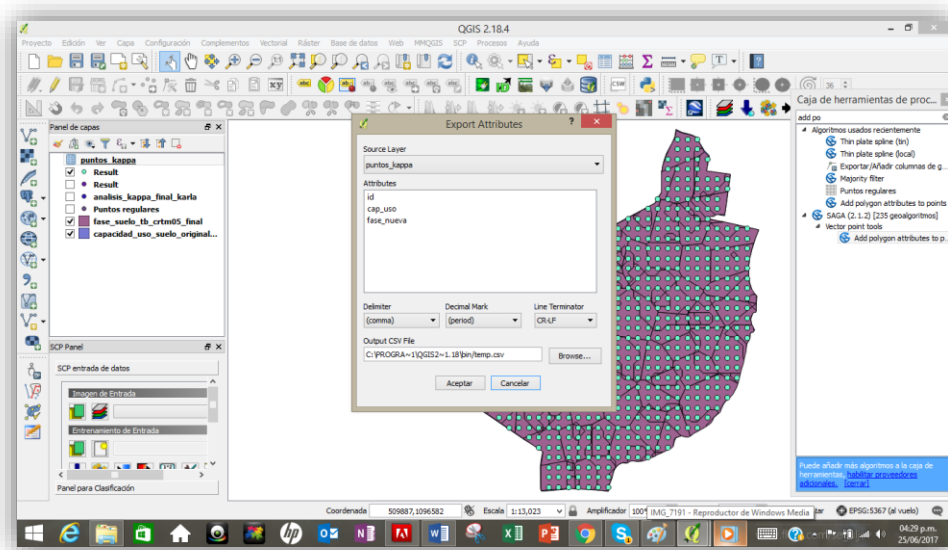 QGIS 2.18.4
Proyecto Edición Ver Capa Configuración Complementos Vectorial Ráster Base de datos Web MMQGIS SCP Procesos Ayuda
Panel de capas
puntos_kappa
Result
Result
analisis_kappa_final_karla
Puntos regulares
fase_suelo_tb_crtm05_final
capacidad_uso_suelo_original...
SCP Panel
SCP entrada de datos
Imagen de Entrada
Entrenamiento de Entrada
Panel para Clasificación
Export Attributes
Source Layer
puntos_kappa
Attributes
id
cap_uso
fase_nueva
Delimiter
Decimal Mark
Line Terminator
(comma)
(period)
CR-LF
Output CSV File
C:\PROGRA~1\QGIS2~1.18\bin/temp.csv
Browse...
Aceptar
Cancelar
Caja de herramientas de proc...
add po
Algoritmos usados recientemente
Thin plate spline (tin)
Thin plate spline (local)
Exportar/Añadir columnas de g...
Majority filter
Puntos regulares
Add polygon attributes to points
SAGA (2.1.2) [235 geoalgoritmos]
Vector point tools
Add polygon attributes to p...
Puede añadir más algoritmos a la caja de
herramientas, habilitar proveedores
adicionales. [cerrar]
Coordenada 509887,1096582 Escala 1:13,023 Amplificador 100% EPSG:5367 (al vuelo)
IMG_7191 - Reproductor de Windows Media
04:29 p.m.
25/06/2017